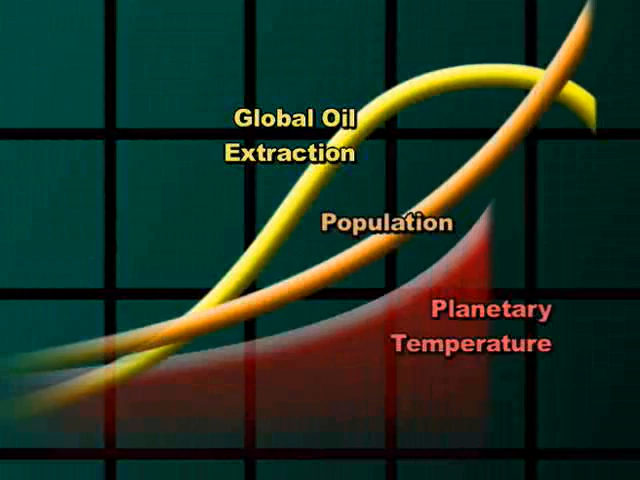 Global Oil
Extraction
Population
Planetary
Temperature